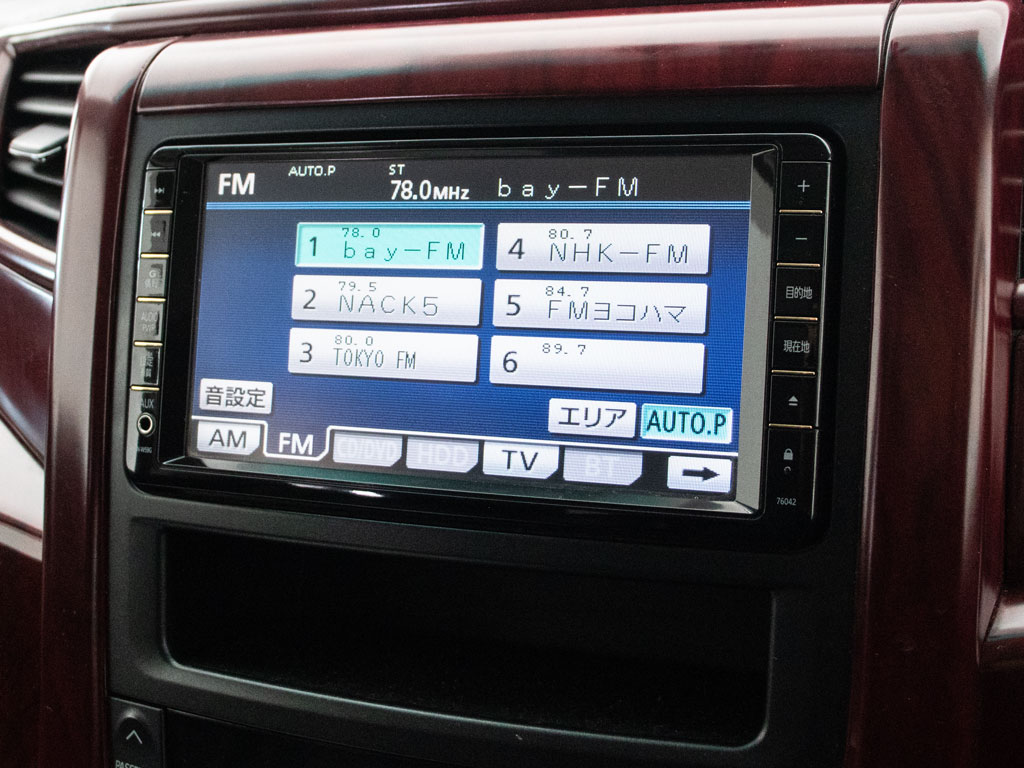 FM AUTO.P ST 78.0MHz bay-FM
1 78.0 bay-FM
4 80.7 NHK-FM
2 79.5 NACK5
5 84.7 FMヨコハマ
3 80.0 TOKYO FM
6 89.7
音設定
エリア AUTO.P
AM FM CD/DVD HDD TV BT
AUX
+
-
目的地
現在地
76042